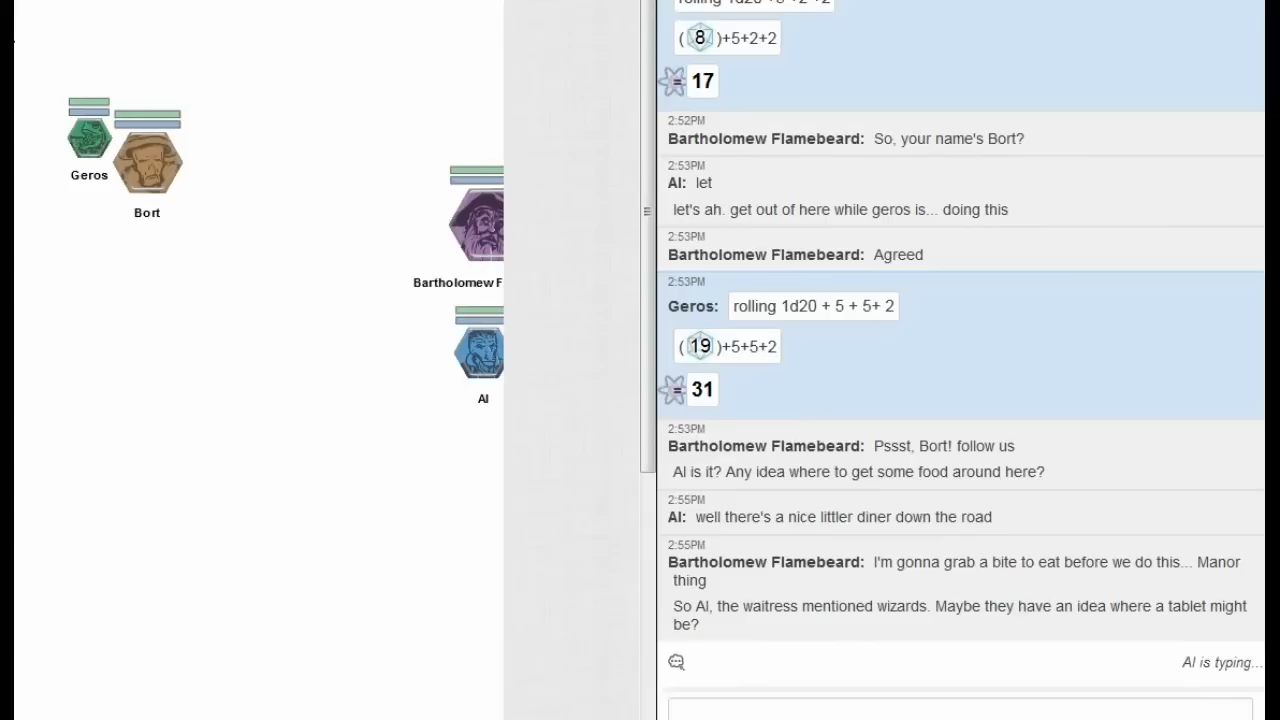 Geros
Bort
Bartholomew F
Al
rolling 1d20 +5 +2 +2
(8)+5+2+2
= 17
2:52PM
Bartholomew Flamebeard: So, your name's Bort?
2:53PM
Al: let
let's ah. get out of here while geros is... doing this
2:53PM
Bartholomew Flamebeard: Agreed
2:53PM
Geros: rolling 1d20 + 5 + 5+ 2
(19)+5+5+2
= 31
2:53PM
Bartholomew Flamebeard: Pssst, Bort! follow us
Al is it? Any idea where to get some food around here?
2:55PM
Al: well there's a nice littler diner down the road
2:55PM
Bartholomew Flamebeard: I'm gonna grab a bite to eat before we do this... Manor
thing
So Al, the waitress mentioned wizards. Maybe they have an idea where a tablet might
be?
Al is typing...